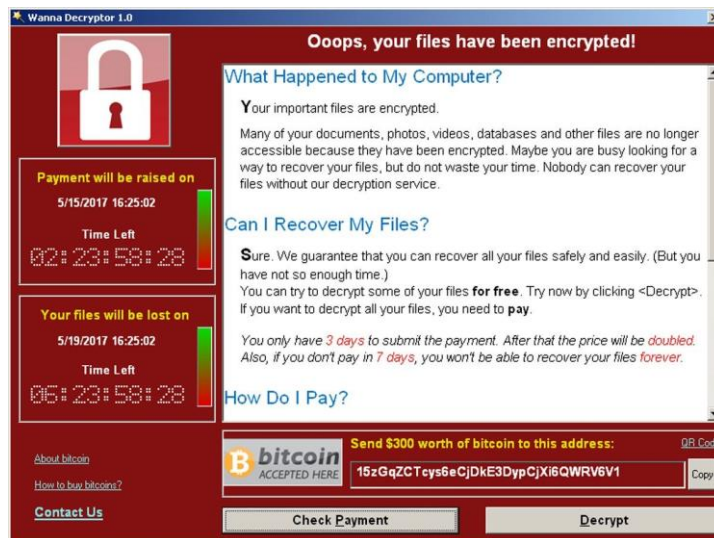 Wanna Decryptor 1.0
Ooops, your files have been encrypted!
Payment will be raised on
5/15/2017 16:25:02
Time Left
02:23:58:28
Your files will be lost on
5/19/2017 16:25:02
Time Left
06:23:58:28
About bitcoin
How to buy bitcoins?
Contact Us
What Happened to My Computer?
Your important files are encrypted.
Many of your documents, photos, videos, databases and other files are no longer
accessible because they have been encrypted. Maybe you are busy looking for a
way to recover your files, but do not waste your time. Nobody can recover your
files without our decryption service.
Can I Recover My Files?
Sure. We guarantee that you can recover all your files safely and easily. (But you
have not so enough time.)
You can try to decrypt some of your files for free. Try now by clicking <Decrypt>.
If you want to decrypt all your files, you need to pay.
You only have 3 days to submit the payment. After that the price will be doubled.
Also, if you don't pay in 7 days, you won't be able to recover your files forever.
How Do I Pay?
bitcoin
ACCEPTED HERE
Send $300 worth of bitcoin to this address:
QR Cod
15zGqZCTcys6eCjDkE3DypCjXi6QWRV6V1
Copy
Check Payment
Decrypt